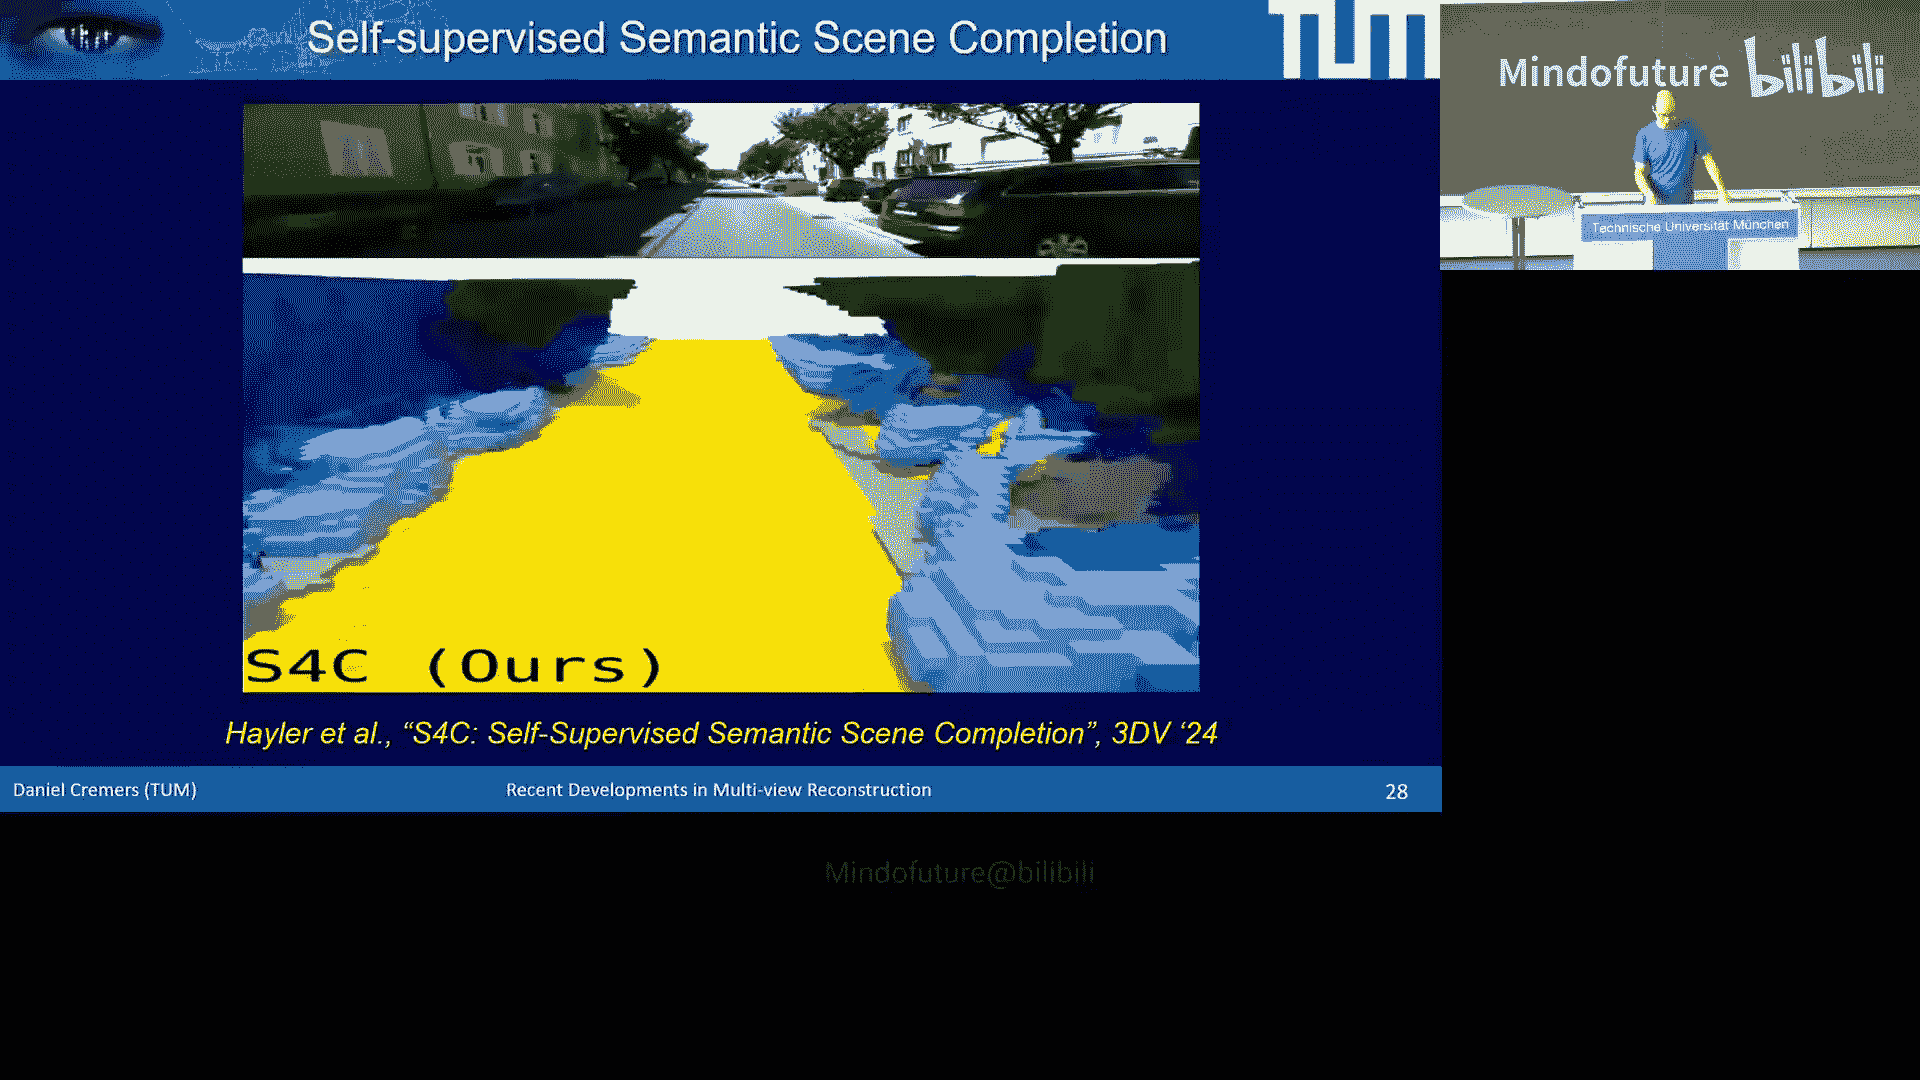 Self-supervised Semantic Scene Completion
TUM
Mindofuture bilibili
Technische Universität München
S4C (Ours)
Hayler et al., “S4C: Self-Supervised Semantic Scene Completion”, 3DV ‘24
Daniel Cremers (TUM)
Recent Developments in Multi-view Reconstruction
28
Mindofuture@bilibili